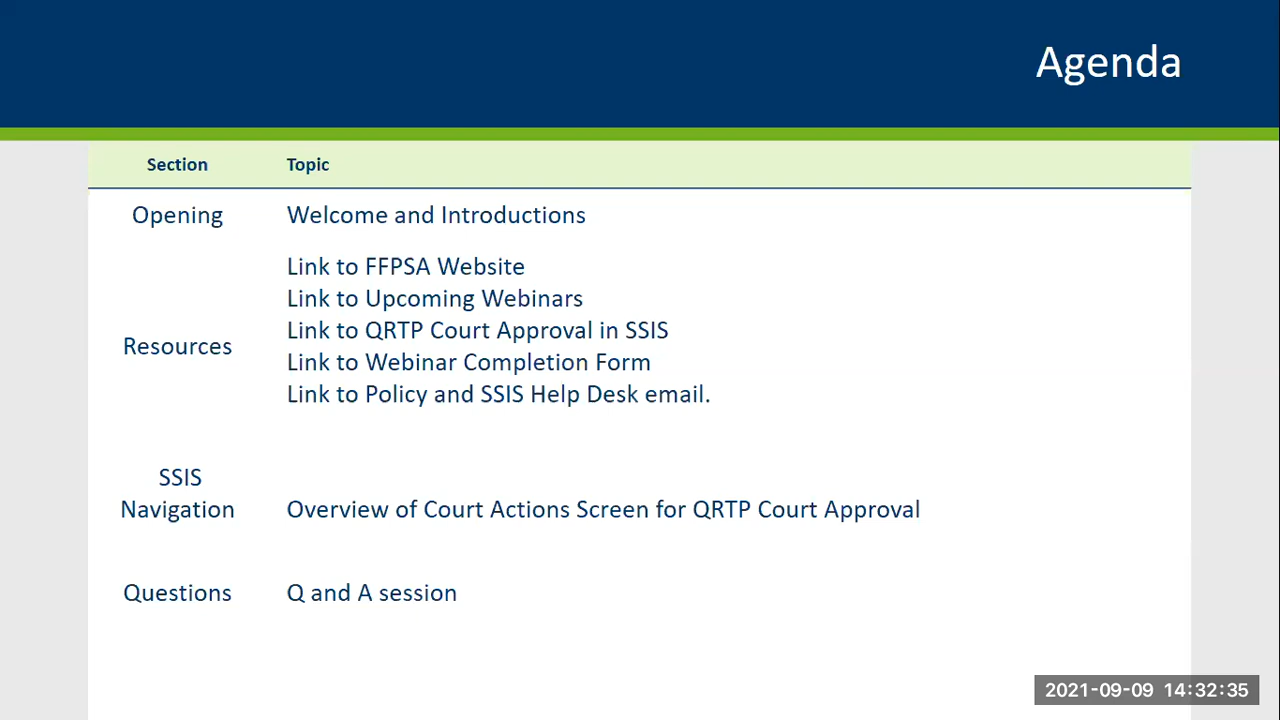 Agenda
Section Topic
Opening Welcome and Introductions
Link to FFPSA Website
Link to Upcoming Webinars
Link to QRTP Court Approval in SSIS
Resources
Link to Webinar Completion Form
Link to Policy and SSIS Help Desk email.
SSIS
Navigation Overview of Court Actions Screen for QRTP Court Approval
Questions Q and A session
2021-09-09 14:32:35